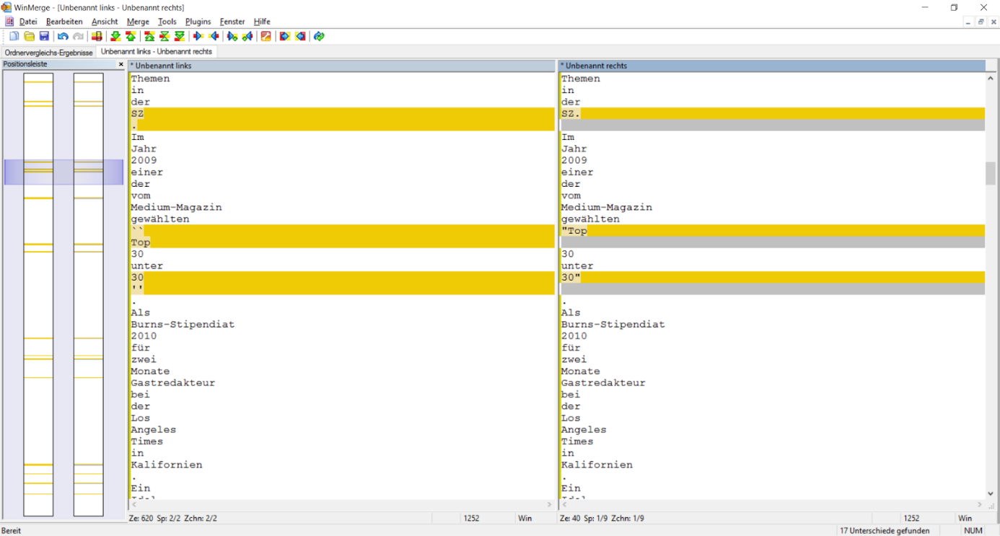 WinMerge - [Unbenannt links - Unbenannt rechts]
Datei Bearbeiten Ansicht Merge Tools Plugins Fenster Hilfe
Ordnervergleichs-Ergebnisse Unbenannt links - Unbenannt rechts
Positionsleiste x
* Unbenannt links
Themen
in
der
SZ
.
Im
Jahr
2009
einer
der
vom
Medium-Magazin
gewählten
``
Top
30
unter
30
''
.
Als
Burns-Stipendiat
2010
für
zwei
Monate
Gastredakteur
bei
der
Los
Angeles
Times
in
Kalifornien
.
Ein
* Unbenannt rechts
Themen
in
der
SZ.
Im
Jahr
2009
einer
der
vom
Medium-Magazin
gewählten
"Top
30
unter
30"
.
Als
Burns-Stipendiat
2010
für
zwei
Monate
Gastredakteur
bei
der
Los
Angeles
Times
in
Kalifornien
.
Ein
Ze: 620 Sp: 2/2 Zchn: 2/2 1252 Win
Ze: 40 Sp: 1/9 Zchn: 1/9 1252 Win
Bereit 17 Unterschiede gefunden NUM